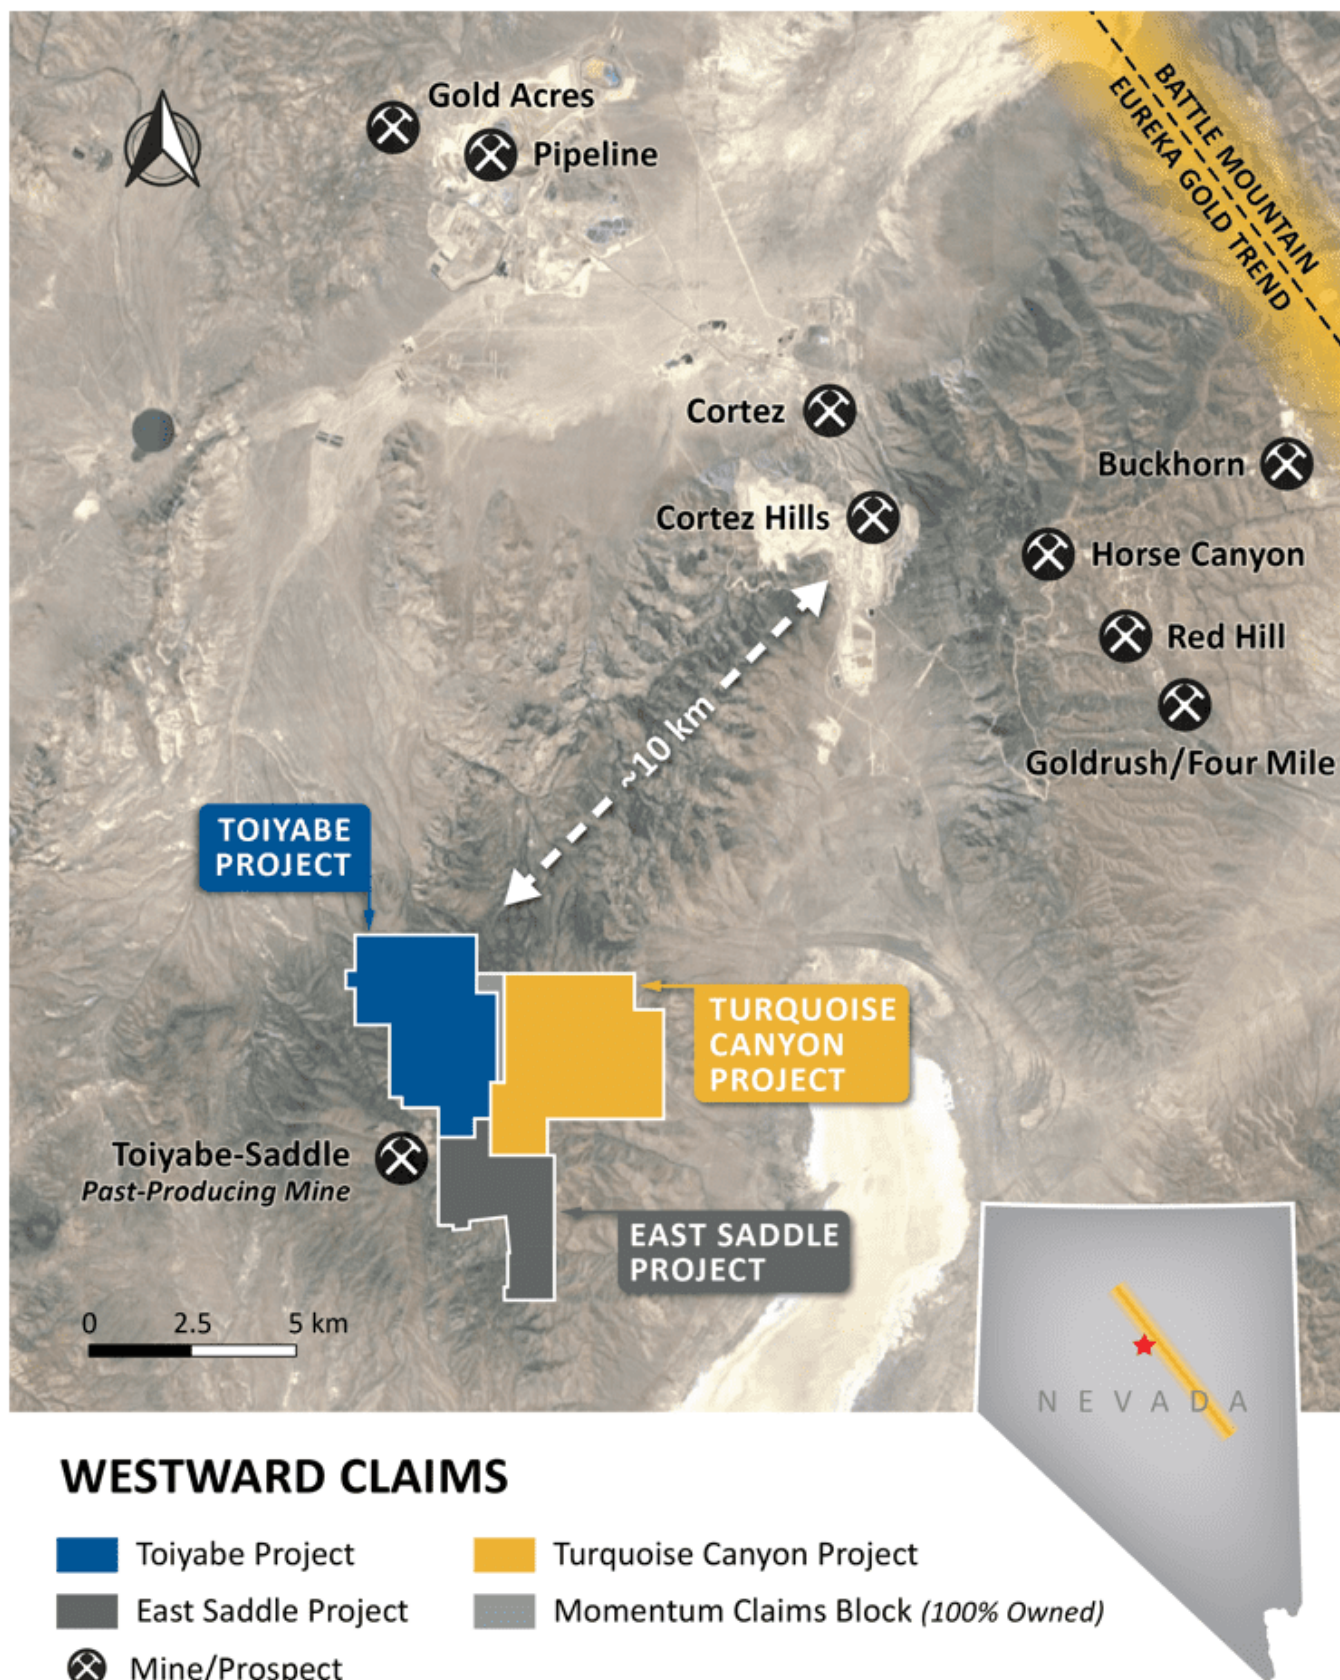 Gold Acres
Pipeline
BATTLE MOUNTAIN
EUREKA GOLD TREND
Cortez
Buckhorn
Cortez Hills
Horse Canyon
Red Hill
~10 km
Goldrush/Four Mile
TOIYABE
PROJECT
TURQUOISE
CANYON
PROJECT
Toiyabe-Saddle
Past-Producing Mine
EAST SADDLE
PROJECT
0 2.5 5 km
NEVADA
WESTWARD CLAIMS
Toiyabe Project
Turquoise Canyon Project
East Saddle Project
Momentum Claims Block (100% Owned)
Mine/Prospect